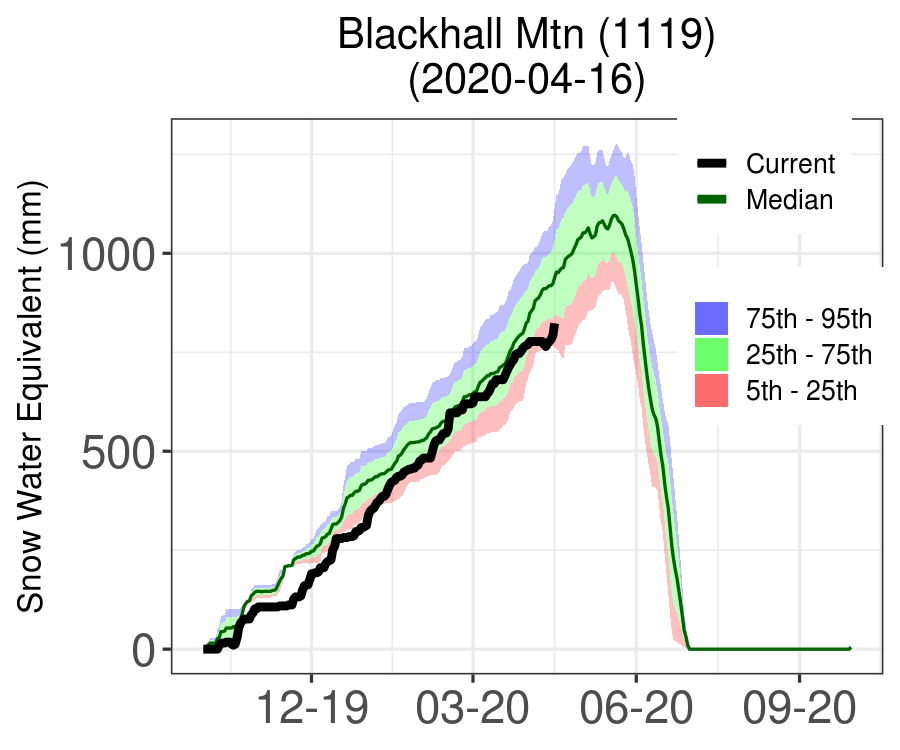 Blackhall Mtn (1119)
(2020-04-16)
Snow Water Equivalent (mm)
1000
500
0
12-19
03-20
06-20
09-20
Current
Median
75th - 95th
25th - 75th
5th - 25th